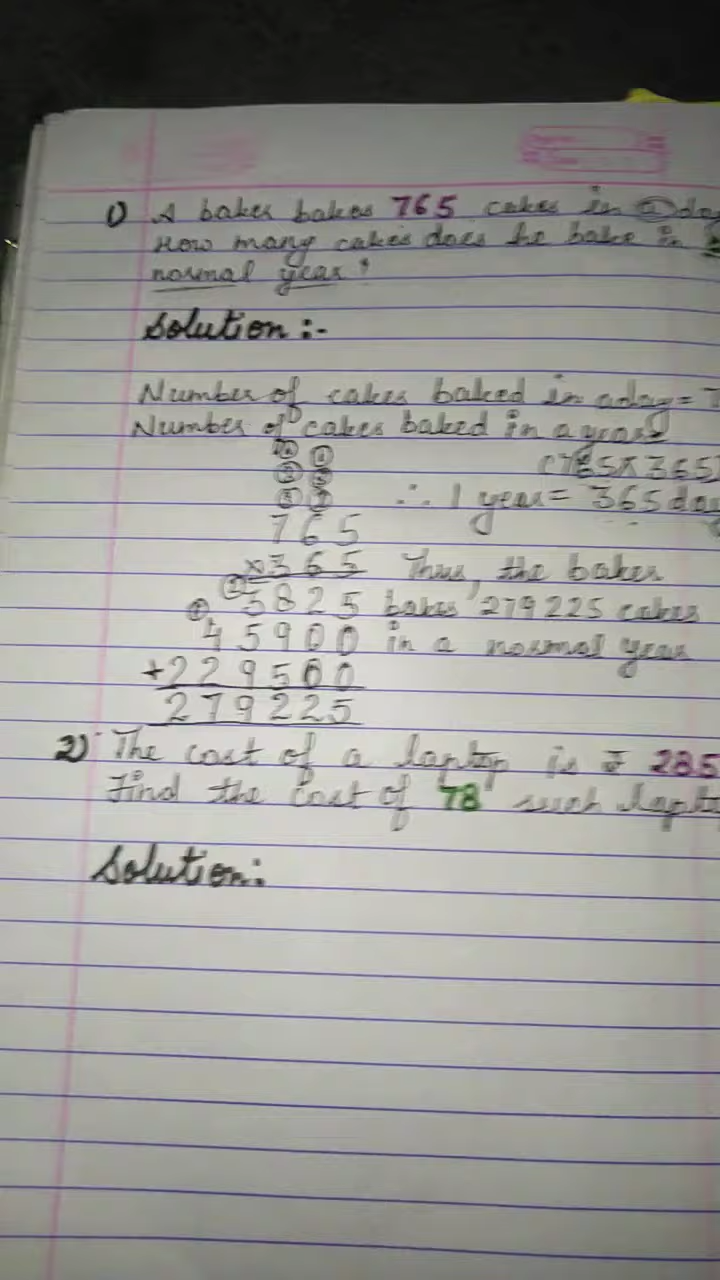 1) A baker bakes 765 cakes in a day
How many cakes does he bake in
normal year?
Solution :-
Number of cakes baked in a day = 7
Number of cakes baked in a year =
(765 x 365)
∴ 1 year = 365 day
765
x365
3825
45900
+229500
279225
Thus, the baker
bakes 279225 cakes
in a normal year
2) The cost of a laptop is ₹ 285
Find the cost of 78 such lapt
Solution: